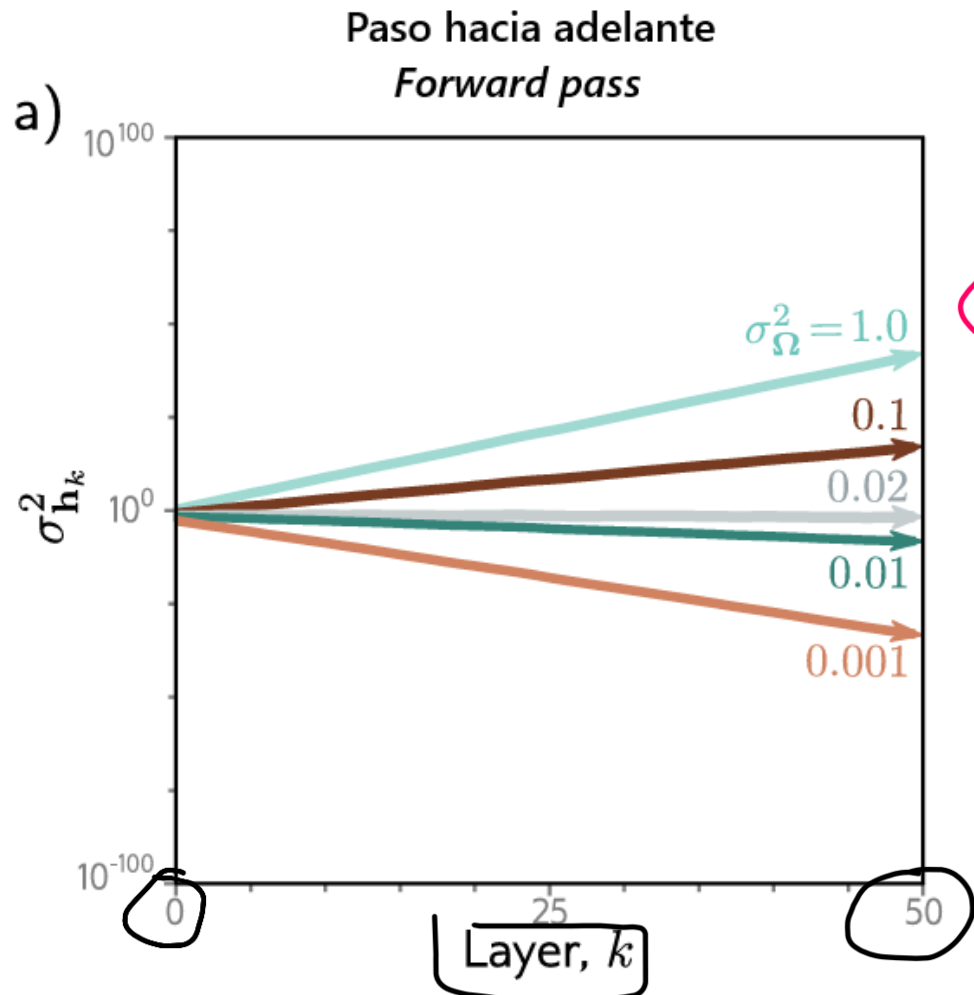 Paso hacia adelante
Forward pass
a)
10^100
σ²_Ω = 1.0
0.1
0.02
10^0
σ²_h_k
0.01
0.001
10^-100
0 25 50
Layer, k